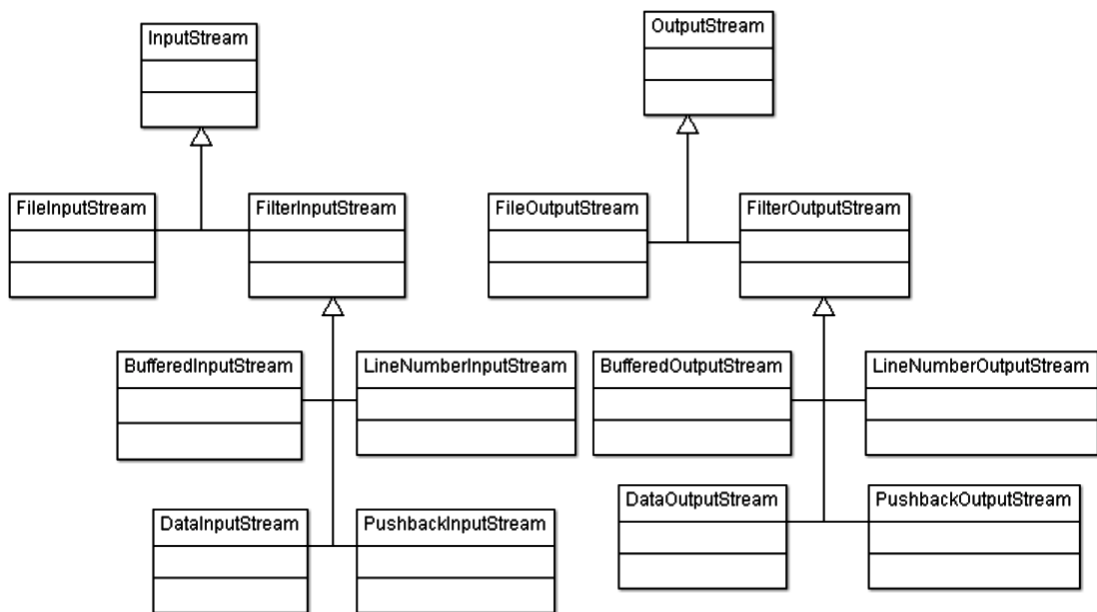 InputStream
OutputStream
FileInputStream
FilterInputStream
FileOutputStream
FilterOutputStream
BufferedInputStream
LineNumberInputStream
BufferedOutputStream
LineNumberOutputStream
DataInputStream
PushbackInputStream
DataOutputStream
PushbackOutputStream